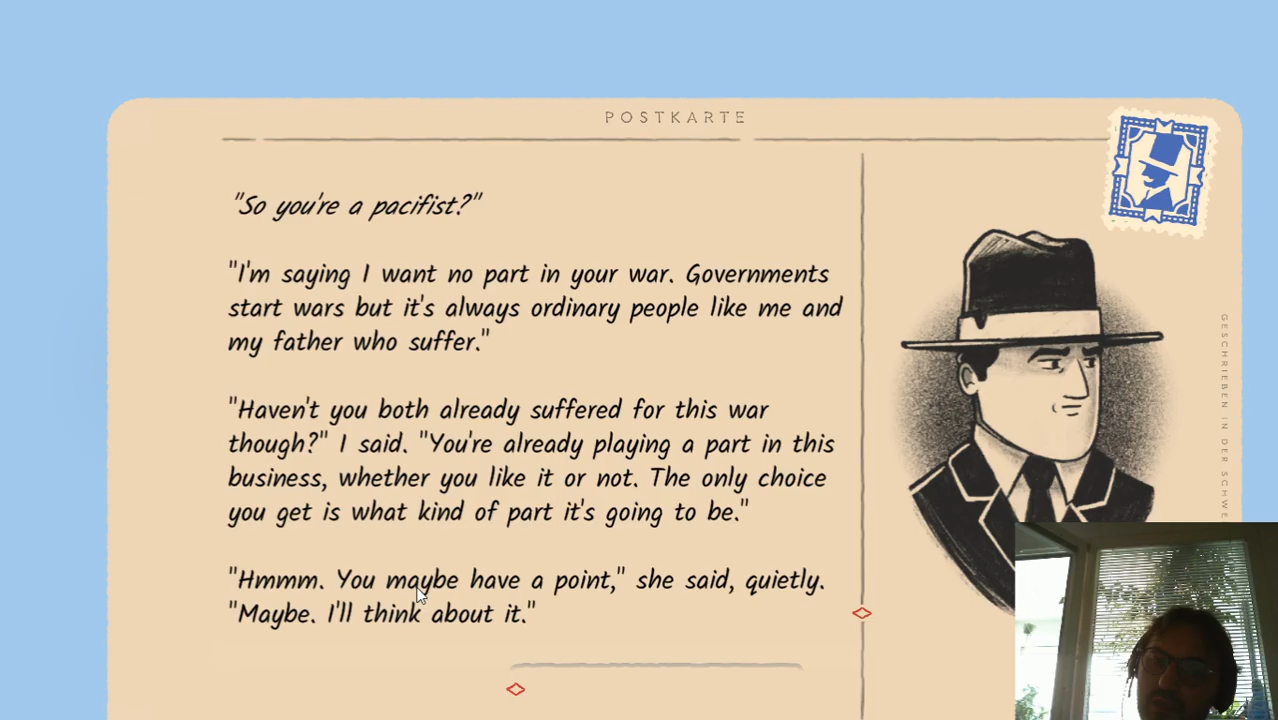 POSTKARTE
"So you're a pacifist?"
"I'm saying I want no part in your war. Governments
start wars but it's always ordinary people like me and
my father who suffer."
"Haven't you both already suffered for this war
though?" I said. "You're already playing a part in this
business, whether you like it or not. The only choice
you get is what kind of part it's going to be."
"Hmmm. You maybe have a point," she said, quietly.
"Maybe. I'll think about it."
GESCHRIEBEN IN DER SCHWE